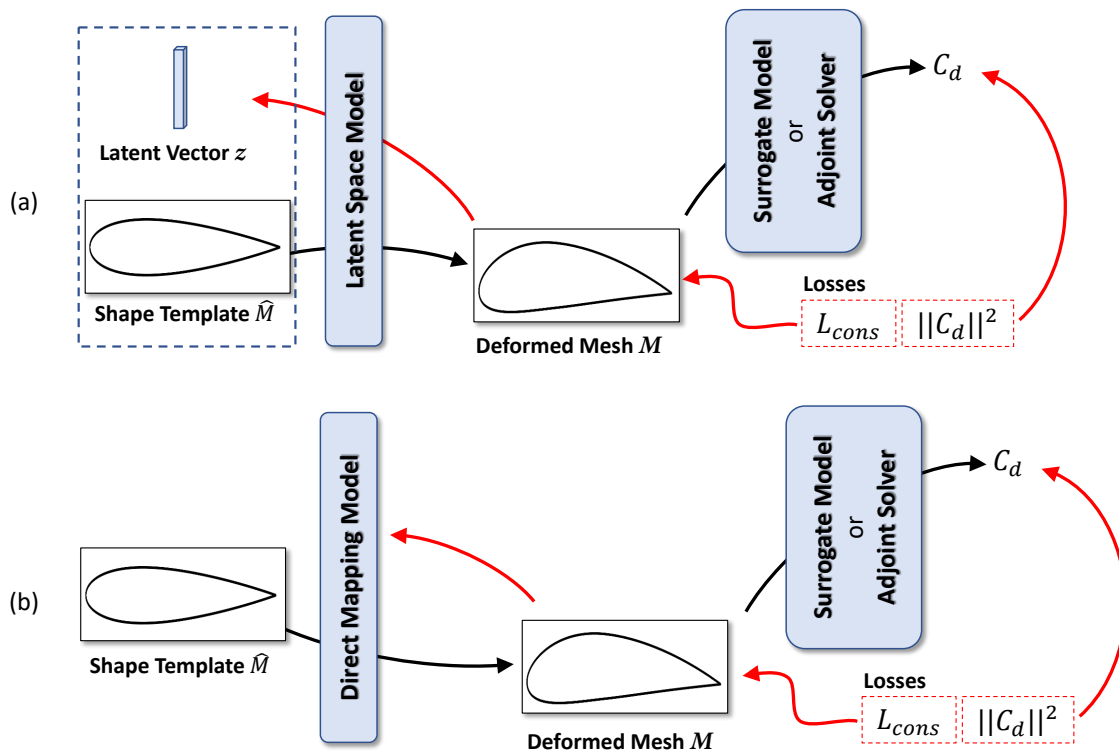 (a)
Latent Vector z
Shape Template M̂
Latent Space Model
Deformed Mesh M
Surrogate Model
or
Adjoint Solver
C_d
Losses
L_cons
||C_d||²
(b)
Shape Template M̂
Direct Mapping Model
Deformed Mesh M
Surrogate Model
or
Adjoint Solver
C_d
Losses
L_cons
||C_d||²